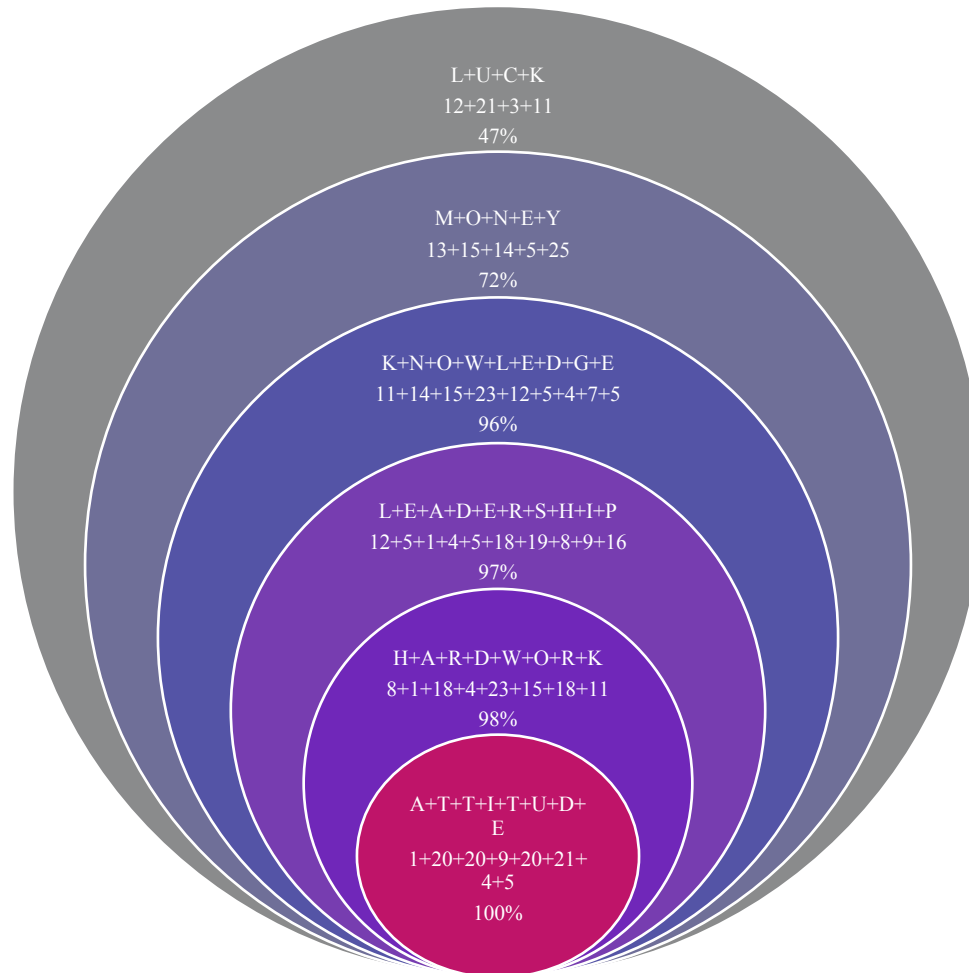 L+U+C+K
12+21+3+11
47%
M+O+N+E+Y
13+15+14+5+25
72%
K+N+O+W+L+E+D+G+E
11+14+15+23+12+5+4+7+5
96%
L+E+A+D+E+R+S+H+I+P
12+5+1+4+5+18+19+8+9+16
97%
H+A+R+D+W+O+R+K
8+1+18+4+23+15+18+11
98%
A+T+T+I+T+U+D+
E
1+20+20+9+20+21+
4+5
100%